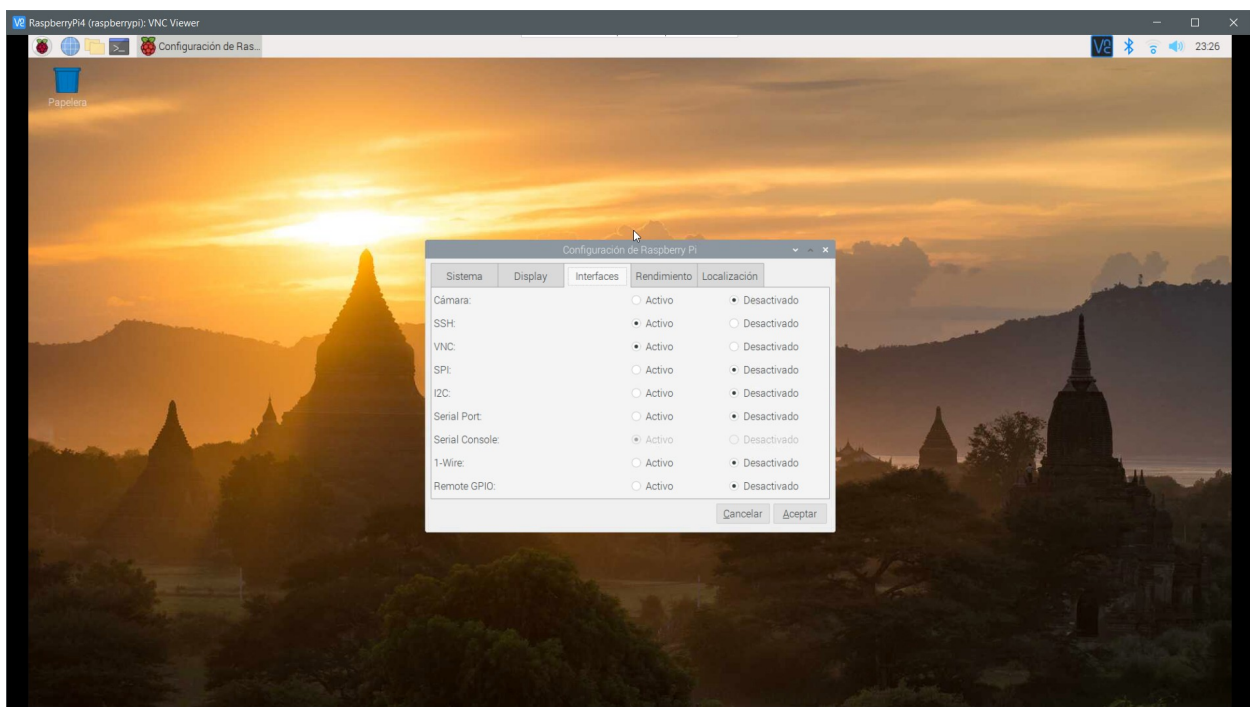 RaspberryPi4 (raspberrypi): VNC Viewer
Configuración de Ras...
23:26
Papelera
Configuración de Raspberry Pi
Sistema Display Interfaces Rendimiento Localización
Cámara: Activo Desactivado
SSH: Activo Desactivado
VNC: Activo Desactivado
SPI: Activo Desactivado
I2C: Activo Desactivado
Serial Port: Activo Desactivado
Serial Console: Activo Desactivado
1-Wire: Activo Desactivado
Remote GPIO: Activo Desactivado
Cancelar Aceptar